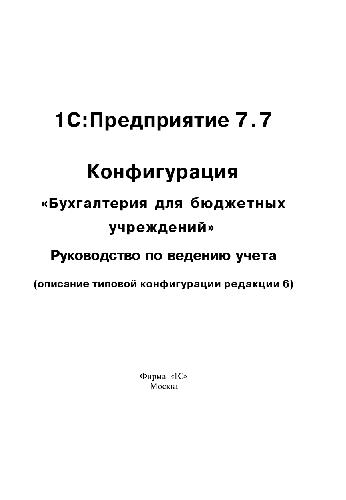 1С:Предприятие 7.7
Конфигурация
«Бухгалтерия для бюджетных
учреждений»
Руководство по ведению учета
(описание типовой конфигурации редакции 6)
Фирма «1С»
Москва